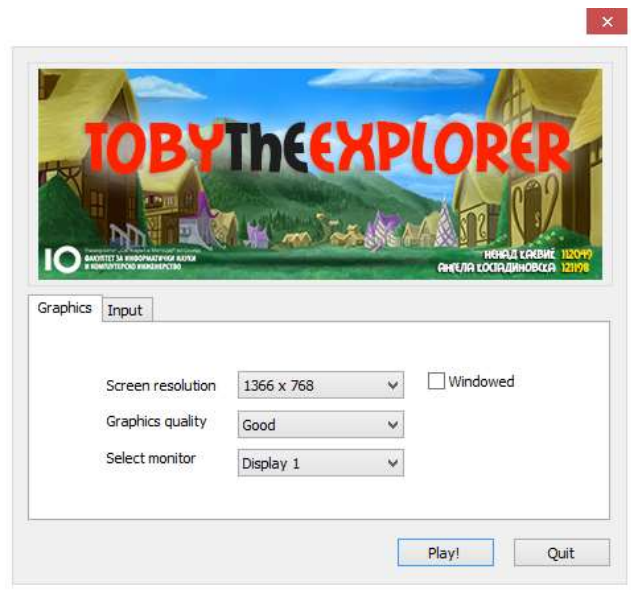 TOBYTHEEXPLORER
ФАКУЛТЕТ ЗА ИНФОРМАТИЧКИ НАУКИ
И КОМПЈУТЕРСКО ИНЖЕНЕРСТВО
НЕНАД КАЕВИЌ 112049
АНГЕЛА КОСТАДИНОВСКА 121198
Graphics
Input
Screen resolution 1366 x 768 Windowed
Graphics quality Good
Select monitor Display 1
Play! Quit